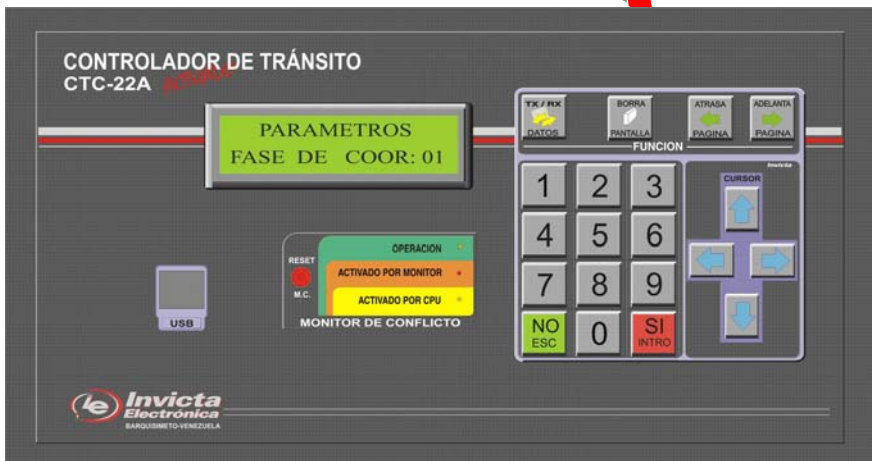 CONTROLADOR DE TRÁNSITO
CTC-22A
PARAMETROS
FASE DE COOR: 01
TX / RX
DATOS
BORRA
PANTALLA
ATRASA
PAGINA
ADELANTA
PAGINA
FUNCION
Invicta
1 2 3
4 5 6
7 8 9
NO
ESC
0
SI
INTRO
CURSOR
USB
RESET
M.C.
OPERACION
ACTIVADO POR MONITOR
ACTIVADO POR CPU
MONITOR DE CONFLICTO
Ie Invicta
Electrónica
BARQUISIMETO-VENEZUELA